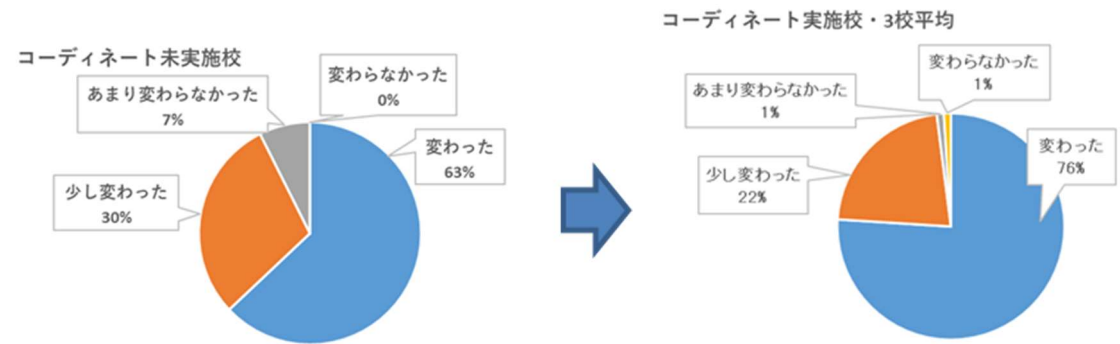 コーディネート未実施校
変わらなかった
0%
あまり変わらなかった
7%
変わった
63%
少し変わった
30%
コーディネート実施校・3校平均
変わらなかった
1%
あまり変わらなかった
1%
変わった
76%
少し変わった
22%